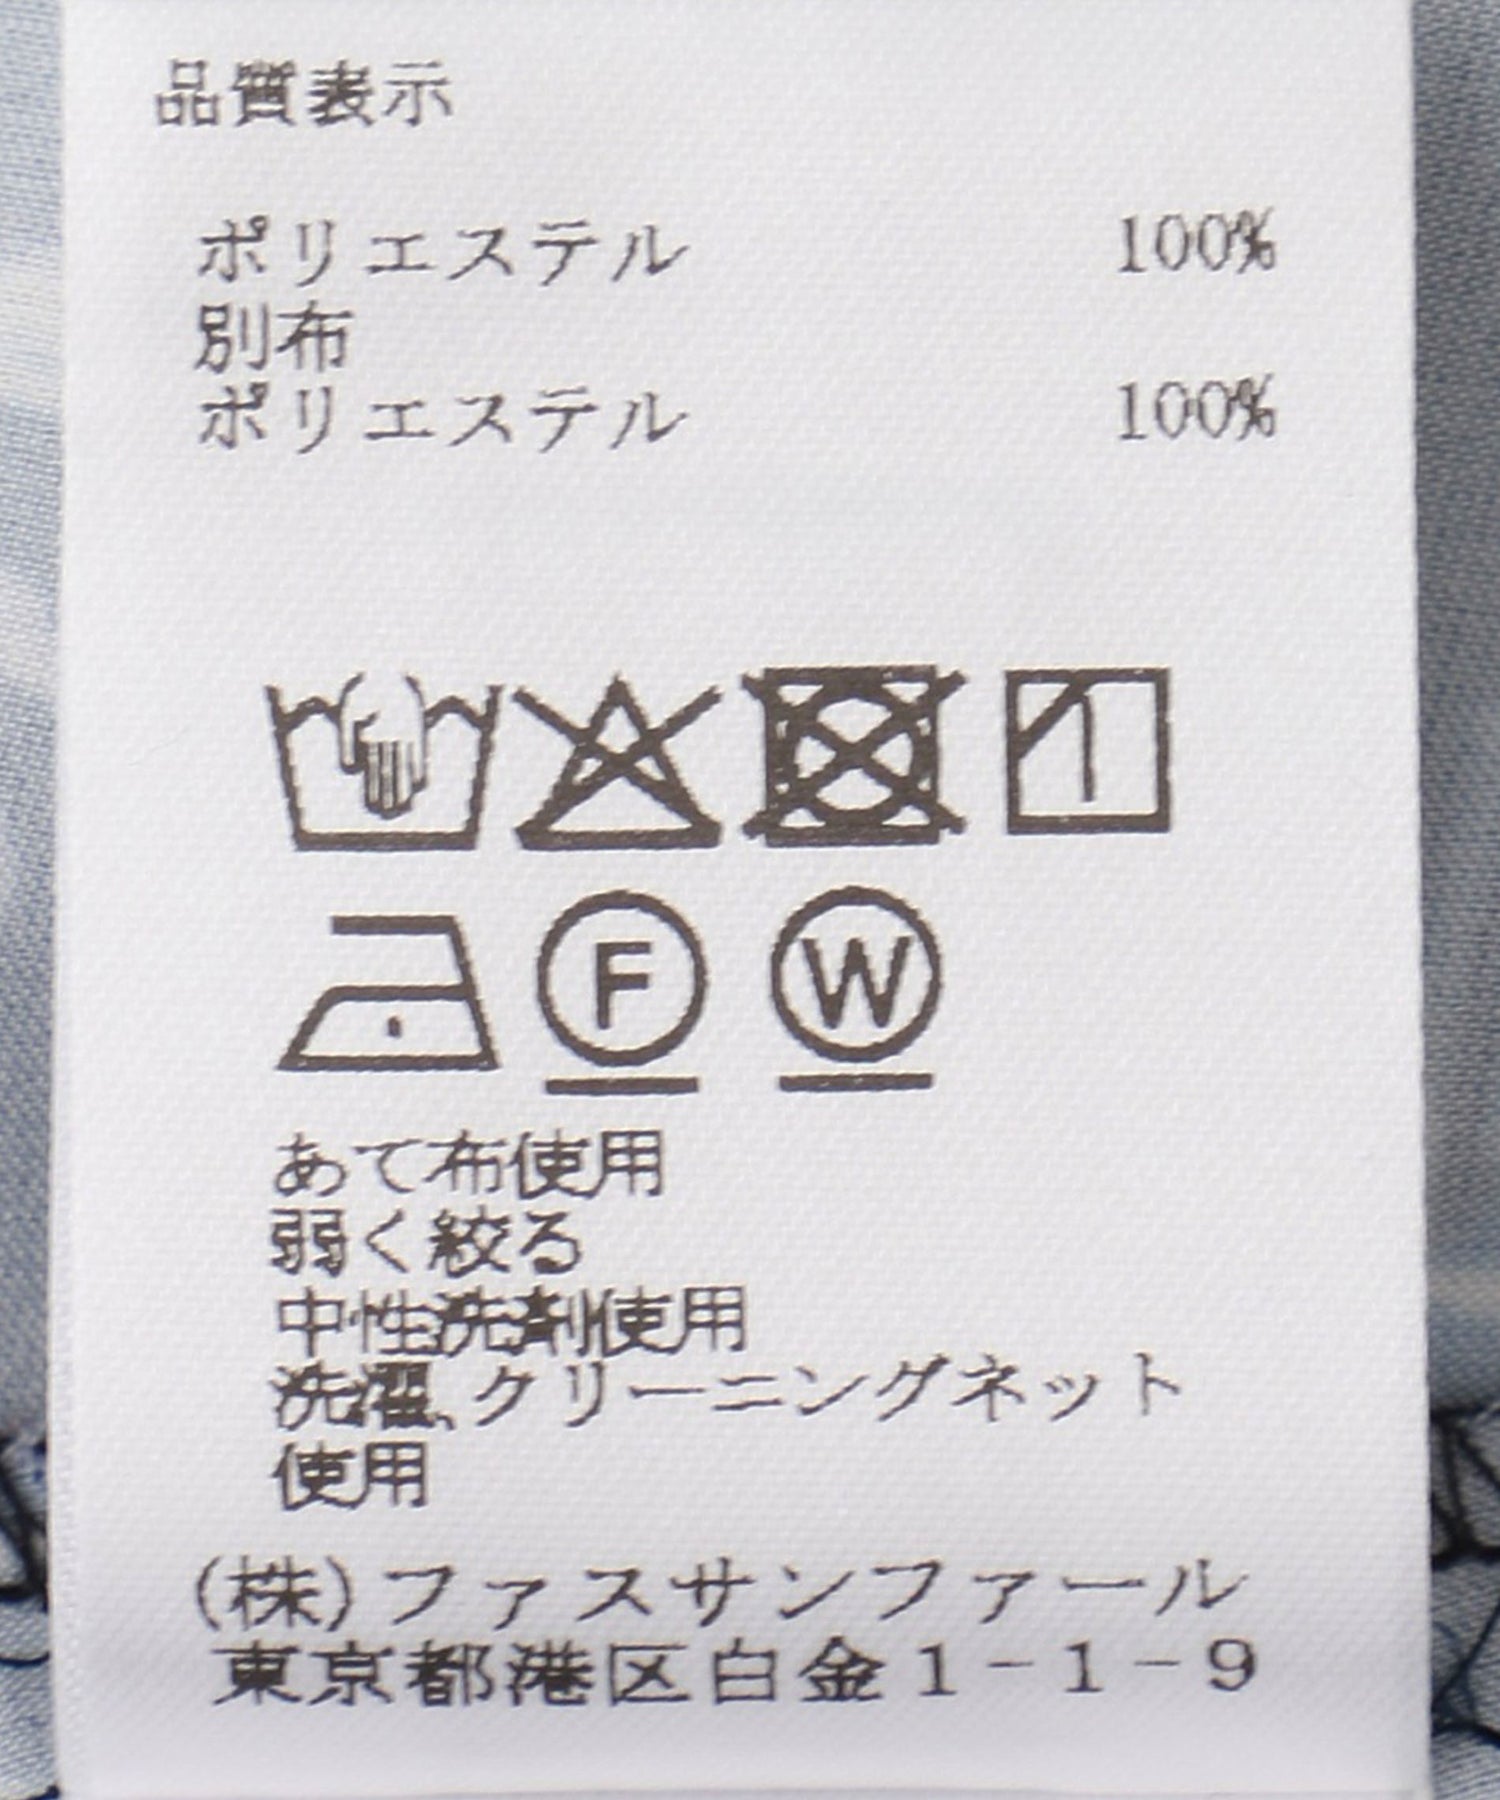 品質表示
ポリエステル 100%
別布
ポリエステル 100%
F W
あて布使用
弱く絞る
中性洗剤使用
洗濯、クリーニングネット
使用
(株)ファスサンファール
東京都港区白金1-1-9